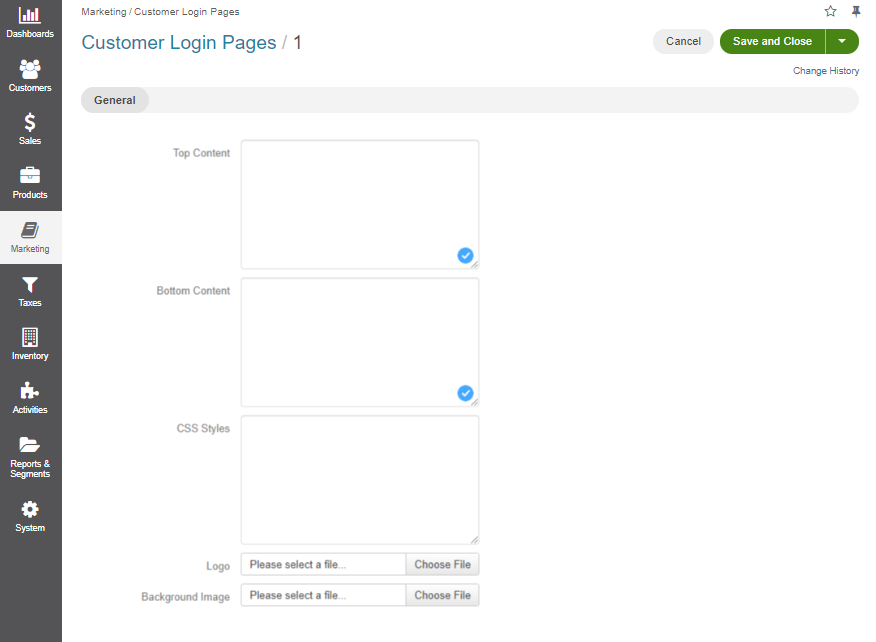 Dashboards
Customers
Sales
Products
Marketing
Taxes
Inventory
Activities
Reports &
Segments
System
Marketing / Customer Login Pages
Customer Login Pages / 1
Cancel
Save and Close
Change History
General
Top Content
Bottom Content
CSS Styles
Logo
Please select a file...
Choose File
Background Image
Please select a file...
Choose File